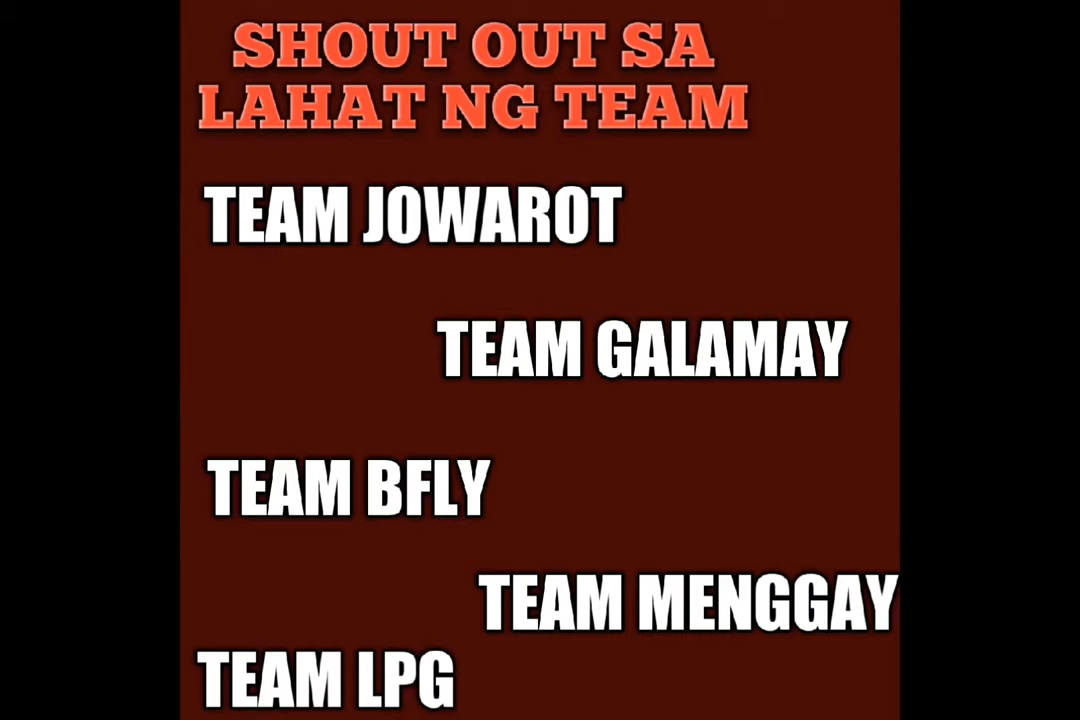 SHOUT OUT SA
LAHAT NG TEAM
TEAM JOWAROT
TEAM GALAMAY
TEAM BFLY
TEAM MENGGAY
TEAM LPG